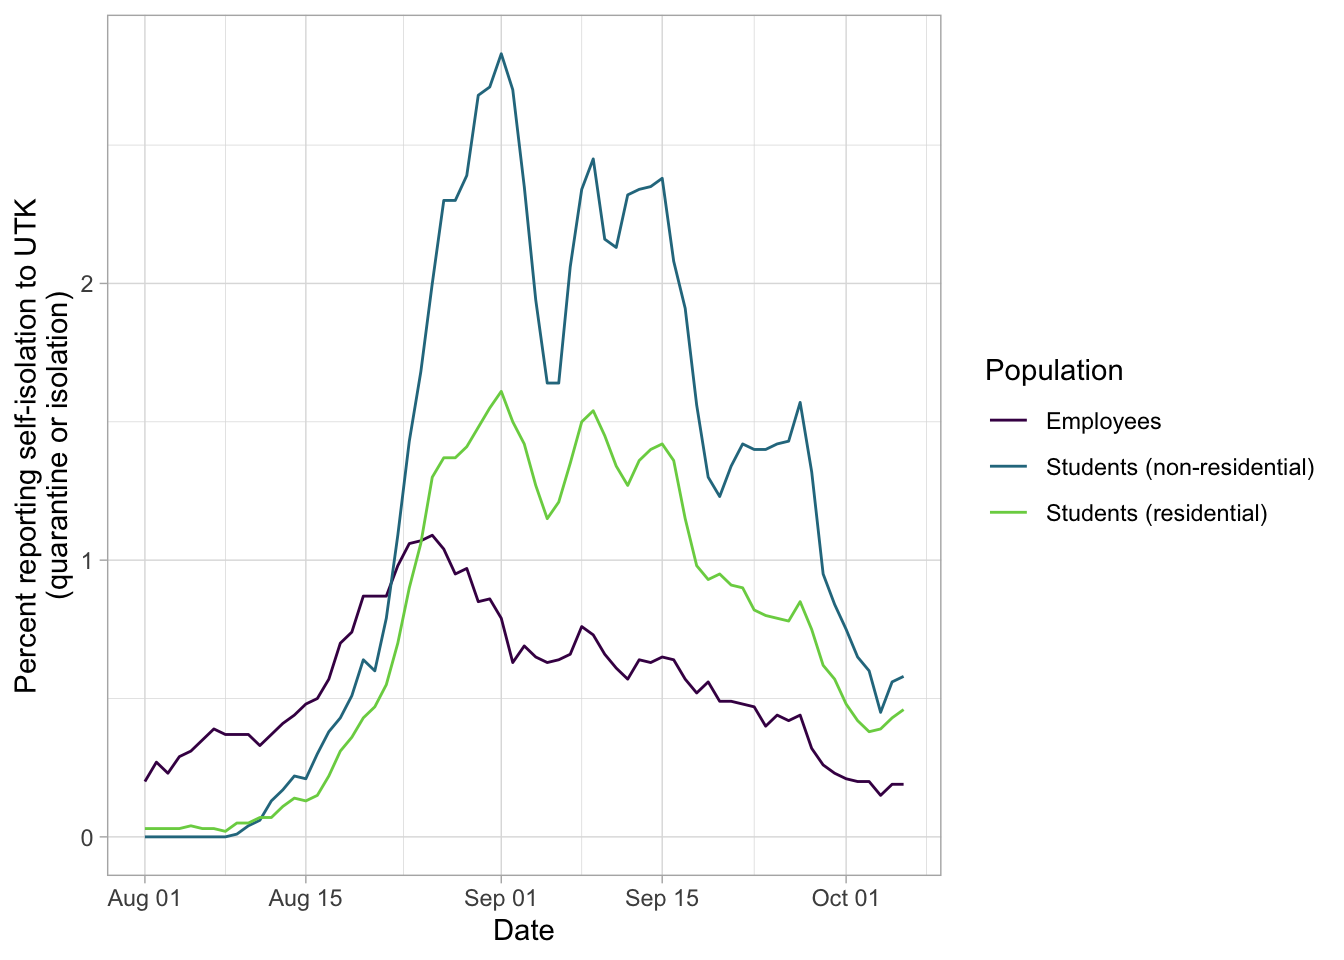 Percent reporting self-isolation to UTK
(quarantine or isolation)
2
1
0
Aug 01
Aug 15
Sep 01
Sep 15
Oct 01
Date
Population
Employees
Students (non-residential)
Students (residential)